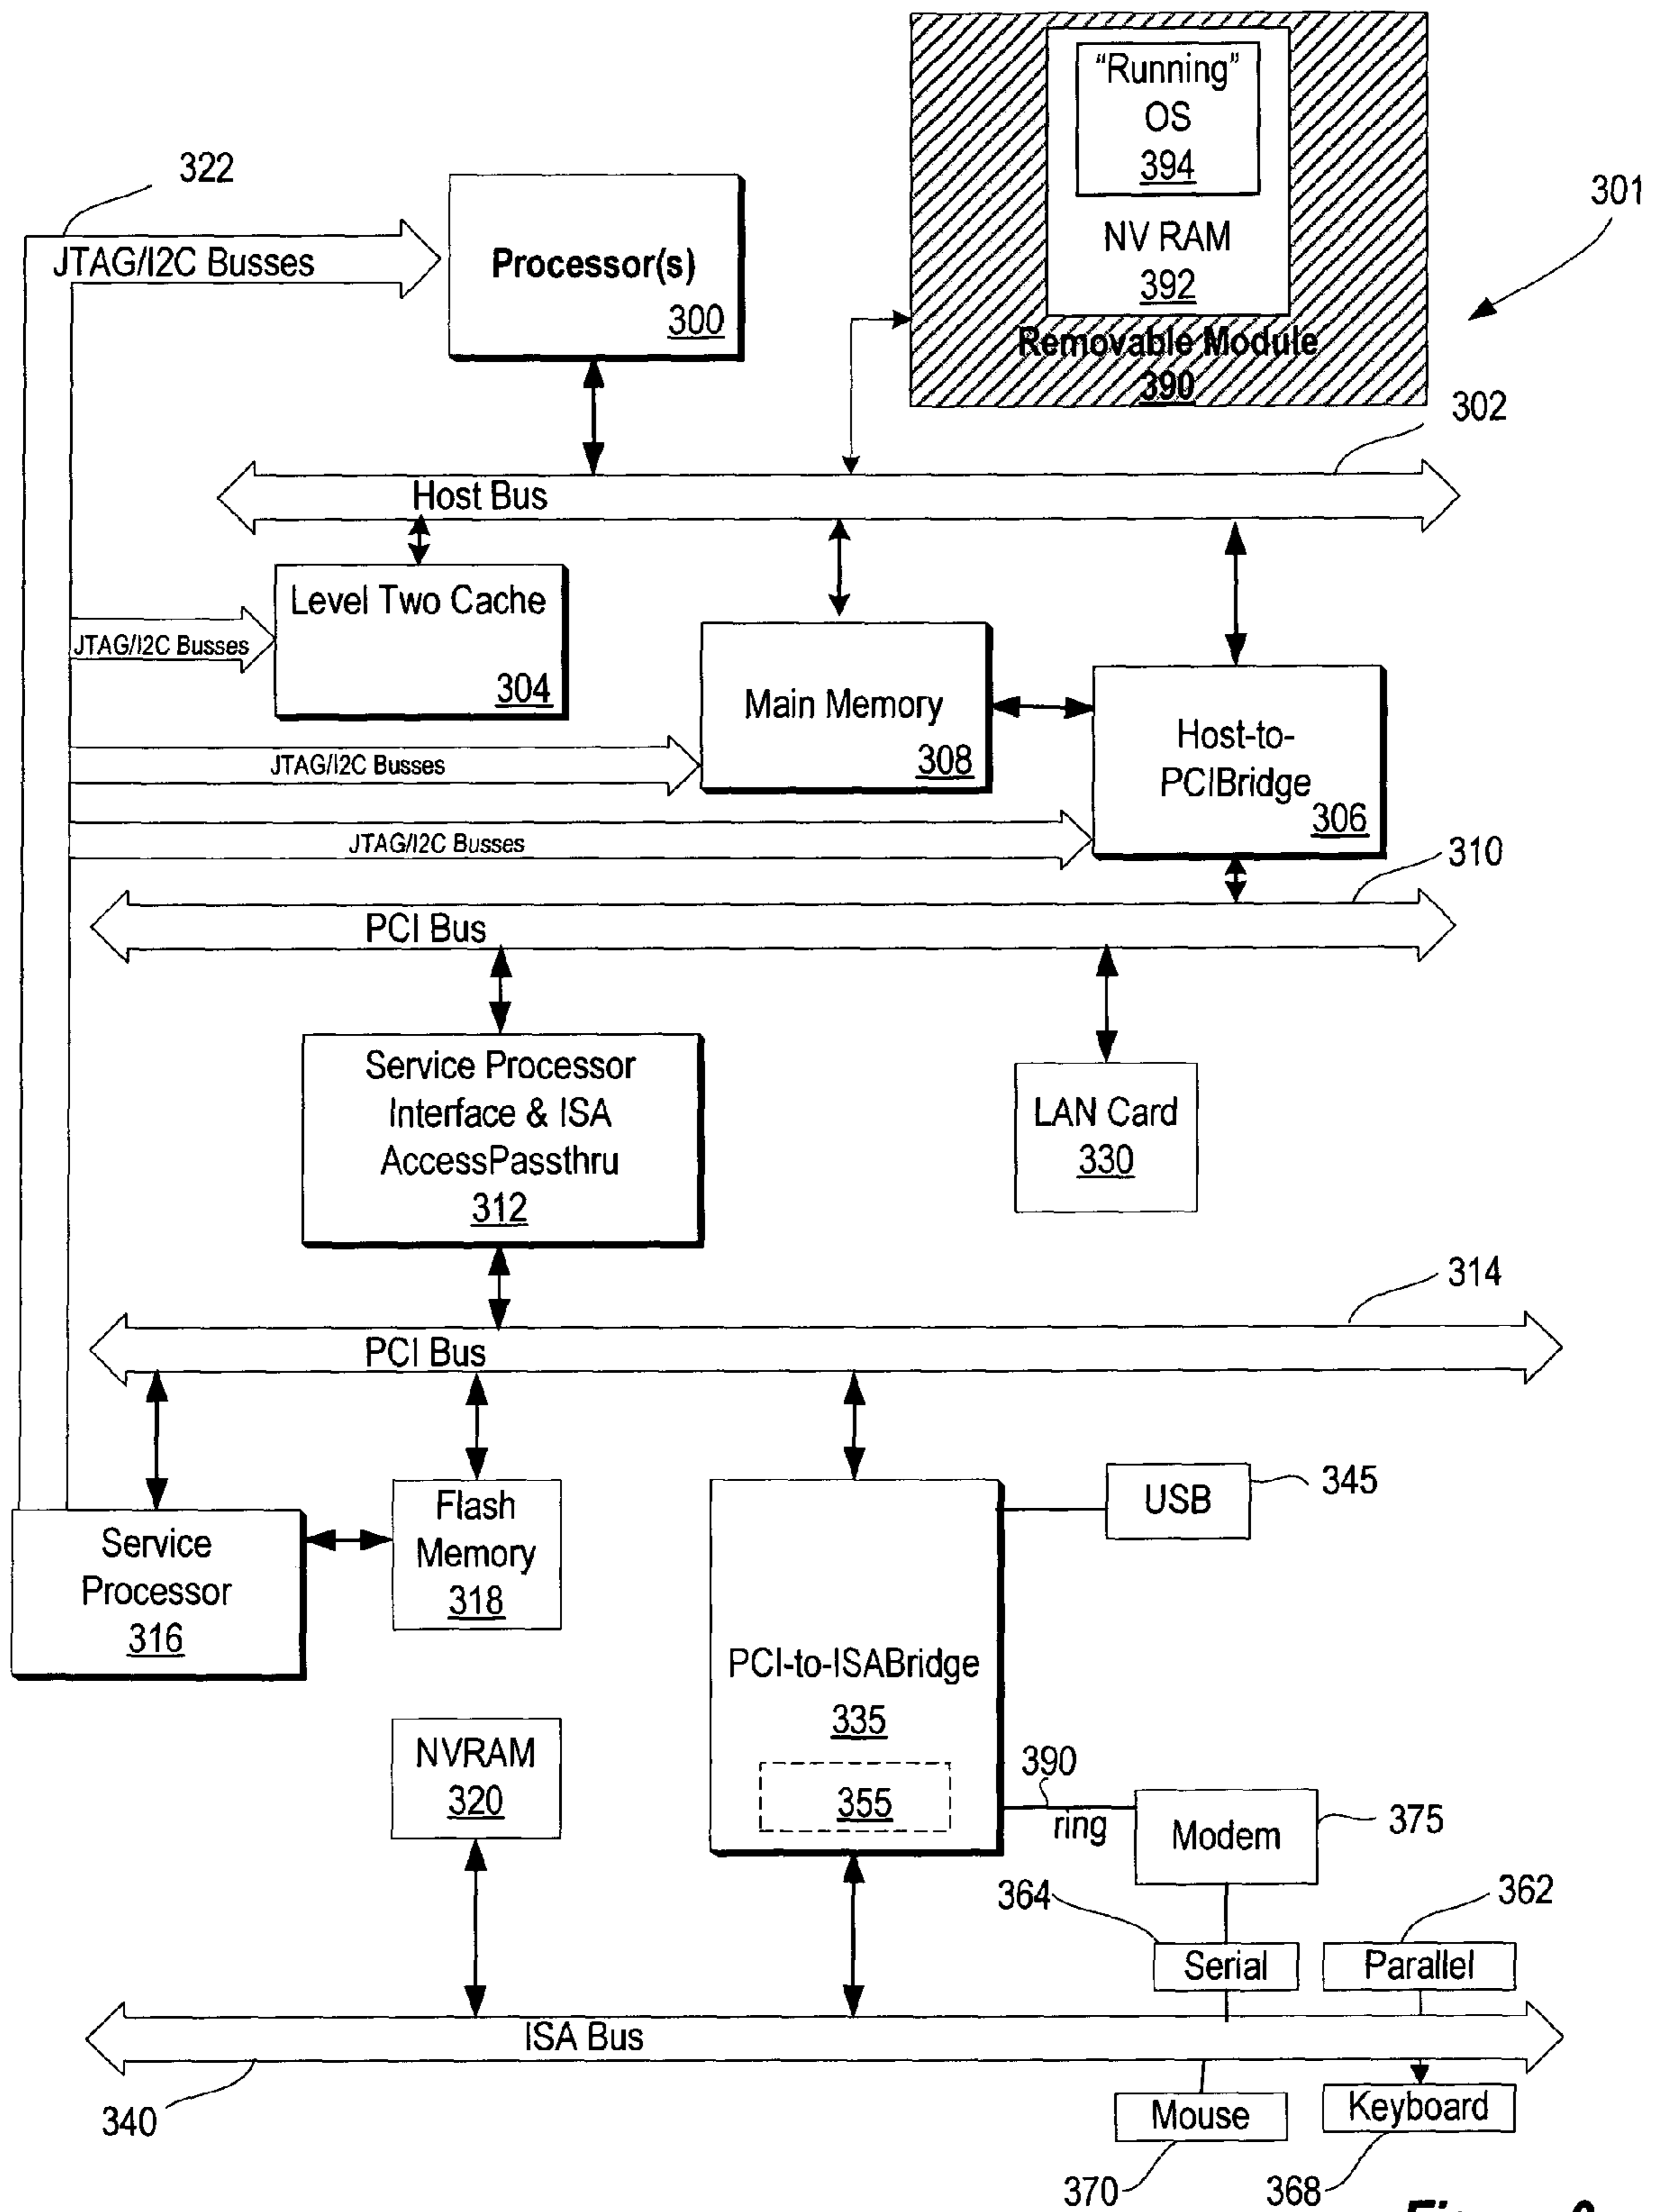 "Running"
OS
394
NV RAM
392
Removable Module
390
301
322
JTAG/I2C Busses
Processor(s)
300
302
Host Bus
Level Two Cache
304
JTAG/I2C Busses
Main Memory
308
JTAG/I2C Busses
Host-to-
PCIBridge
306
JTAG/I2C Busses
310
PCI Bus
Service Processor
Interface & ISA
AccessPassthru
312
LAN Card
330
314
PCI Bus
Service
Processor
316
Flash
Memory
318
USB
345
PCI-to-ISABridge
335
355
NVRAM
320
390
ring
Modem
375
364
362
Serial
Parallel
ISA Bus
340
Mouse
Keyboard
370
368